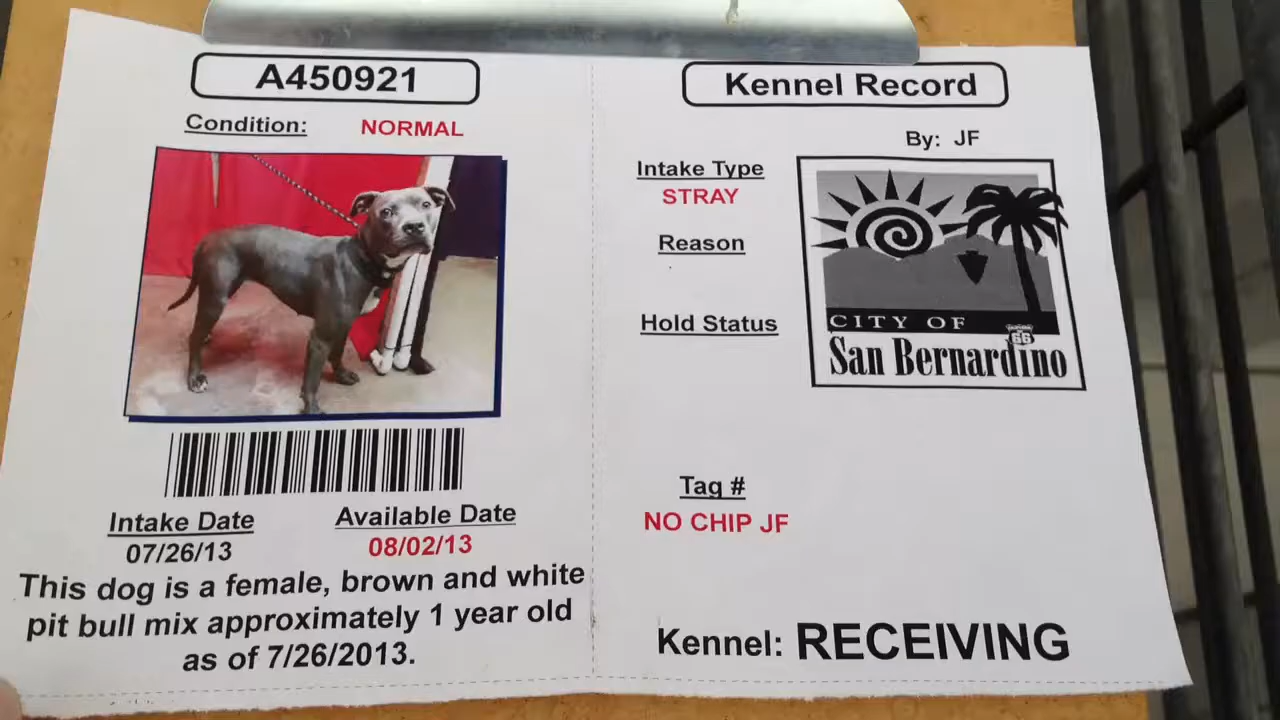 A450921
Condition: NORMAL
Intake Date
07/26/13
Available Date
08/02/13
This dog is a female, brown and white
pit bull mix approximately 1 year old
as of 7/26/2013.
Kennel Record
By: JF
Intake Type
STRAY
Reason
Hold Status
CITY OF
San Bernardino
66
Tag #
NO CHIP JF
Kennel: RECEIVING